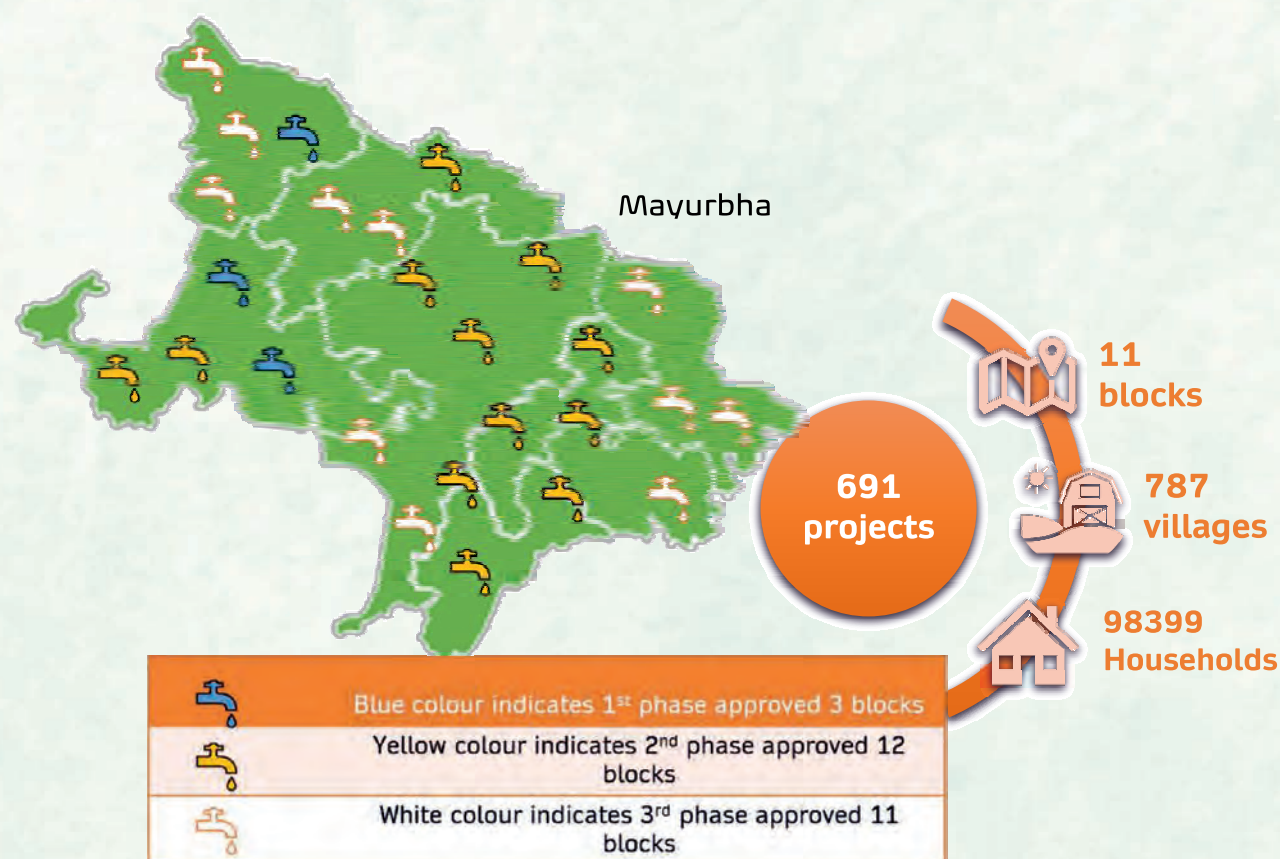 Mayurbha
11
blocks
691
projects
787
villages
98399
Households
Blue colour indicates 1st phase approved 3 blocks
Yellow colour indicates 2nd phase approved 12
blocks
White colour indicates 3rd phase approved 11
blocks